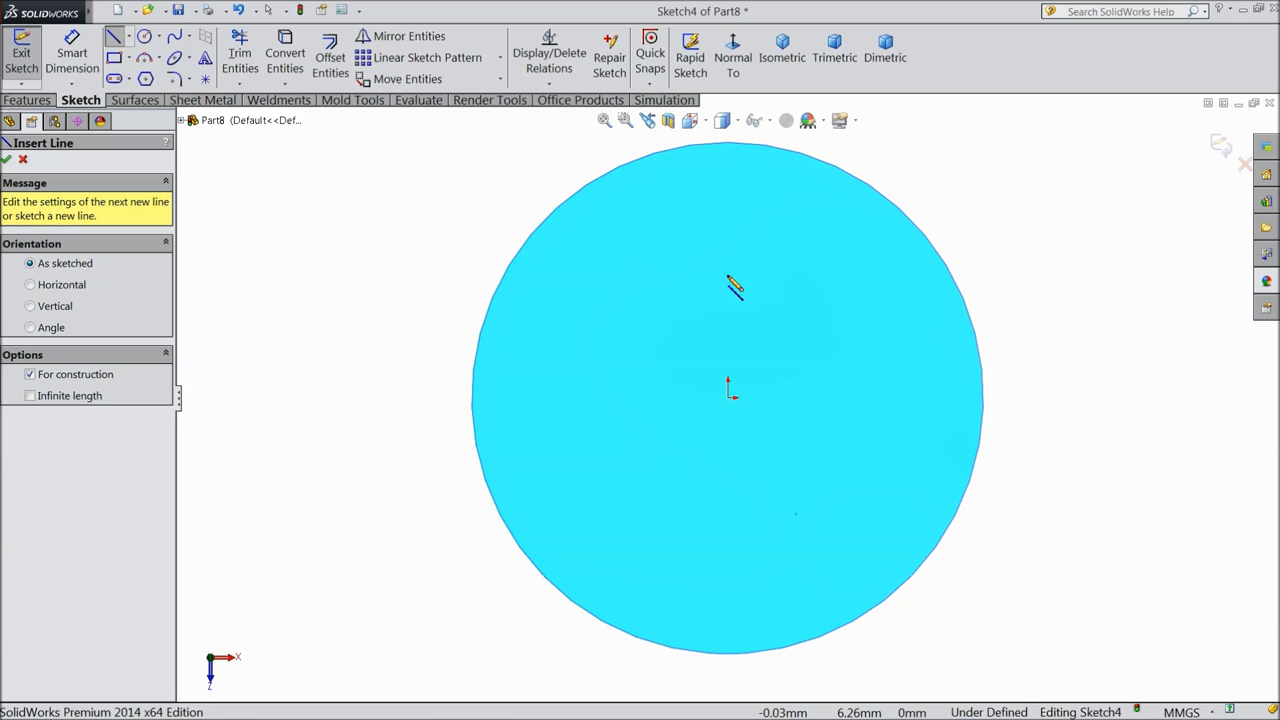 SOLIDWORKS
Sketch4 of Part8 *
Search SolidWorks Help
Exit Sketch
Smart Dimension
Trim Entities
Convert Entities
Offset Entities
Mirror Entities
Linear Sketch Pattern
Move Entities
Display/Delete Relations
Repair Sketch
Quick Snaps
Rapid Sketch
Normal To
Isometric
Trimetric
Dimetric
Features
Sketch
Surfaces
Sheet Metal
Weldments
Mold Tools
Evaluate
Render Tools
Office Products
Simulation
Part8 (Default<<Def...
Insert Line
?
Message
Edit the settings of the next new line
or sketch a new line.
Orientation
As sketched
Horizontal
Vertical
Angle
Options
For construction
Infinite length
X
Z
SolidWorks Premium 2014 x64 Edition
-0.03mm
6.26mm
0mm
Under Defined
Editing Sketch4
MMGS